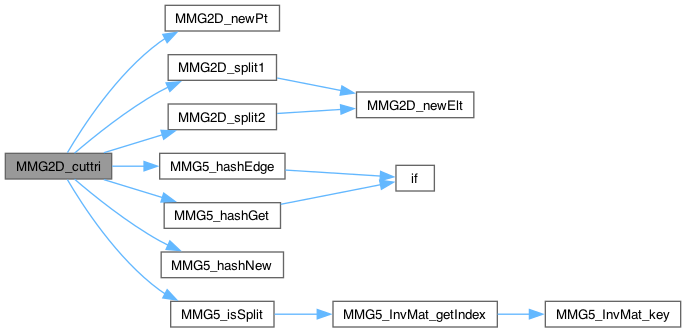 MMG2D_newPt
MMG2D_split1
MMG2D_newElt
MMG2D_split2
MMG2D_cuttri
MMG5_hashEdge
if
MMG5_hashGet
MMG5_hashNew
MMG5_isSplit
MMG5_InvMat_getIndex
MMG5_InvMat_key